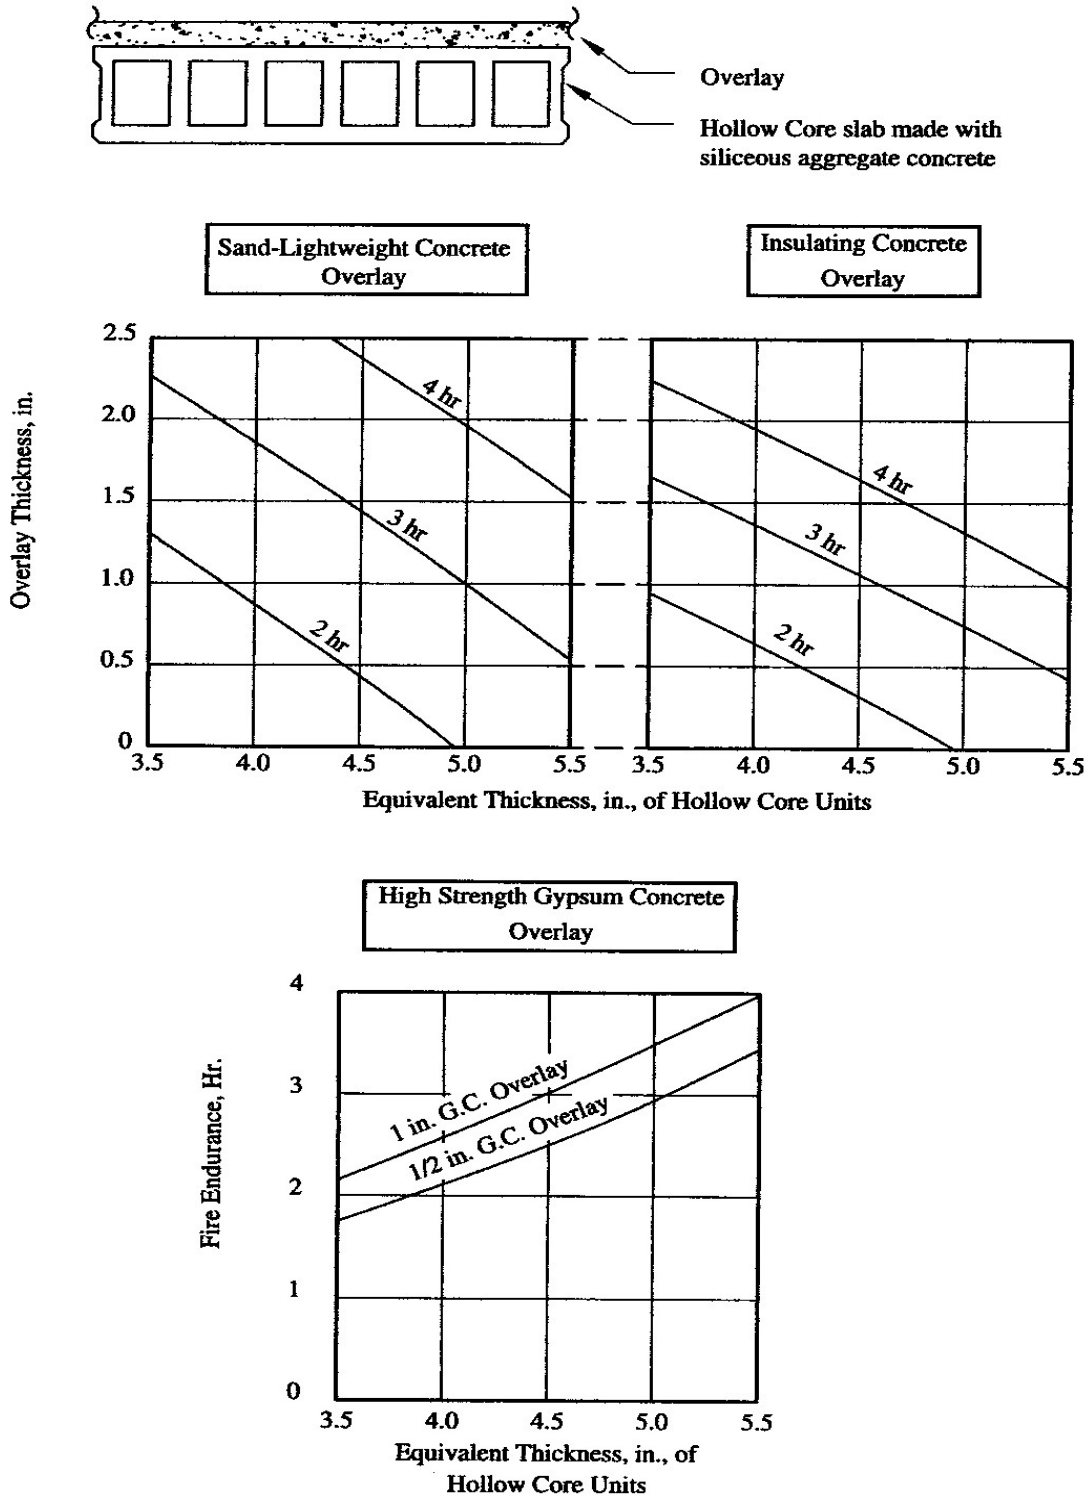 Overlay
Hollow Core slab made with
siliceous aggregate concrete
Sand-Lightweight Concrete
Overlay
Insulating Concrete
Overlay
Overlay Thickness, in.
2.5
2.0
1.5
1.0
0.5
0
4 hr
3 hr
2 hr
3.5 4.0 4.5 5.0 5.5
4 hr
3 hr
2 hr
3.5 4.0 4.5 5.0 5.5
Equivalent Thickness, in., of Hollow Core Units
High Strength Gypsum Concrete
Overlay
Fire Endurance, Hr.
4
3
2
1
0
1 in. G.C. Overlay
1/2 in. G.C. Overlay
3.5 4.0 4.5 5.0 5.5
Equivalent Thickness, in., of
Hollow Core Units